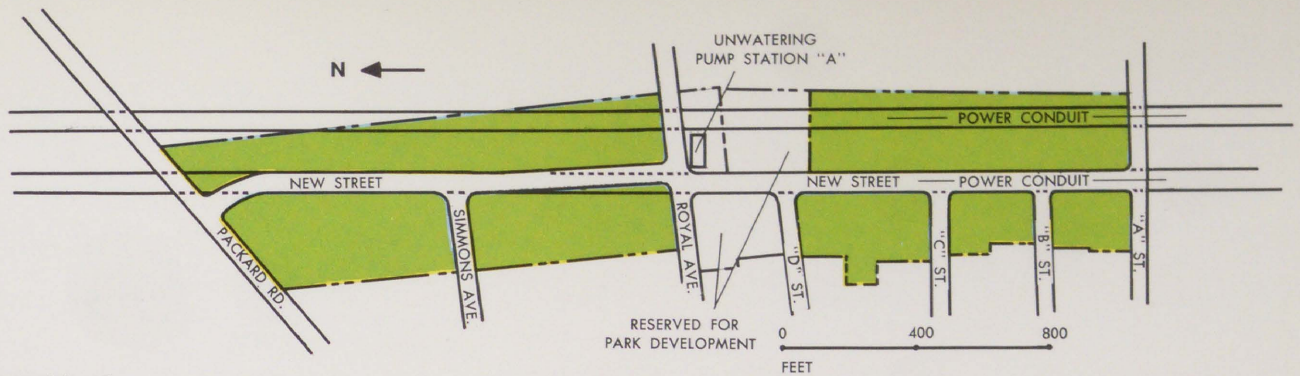 UNWATERING
PUMP STATION "A"
N
POWER CONDUIT
NEW STREET
NEW STREET
POWER CONDUIT
PACKARD RD.
SIMMONS AVE.
ROYAL AVE.
"D" ST.
"C" ST.
"B" ST.
"A" ST.
RESERVED FOR
PARK DEVELOPMENT
0 400 800
FEET